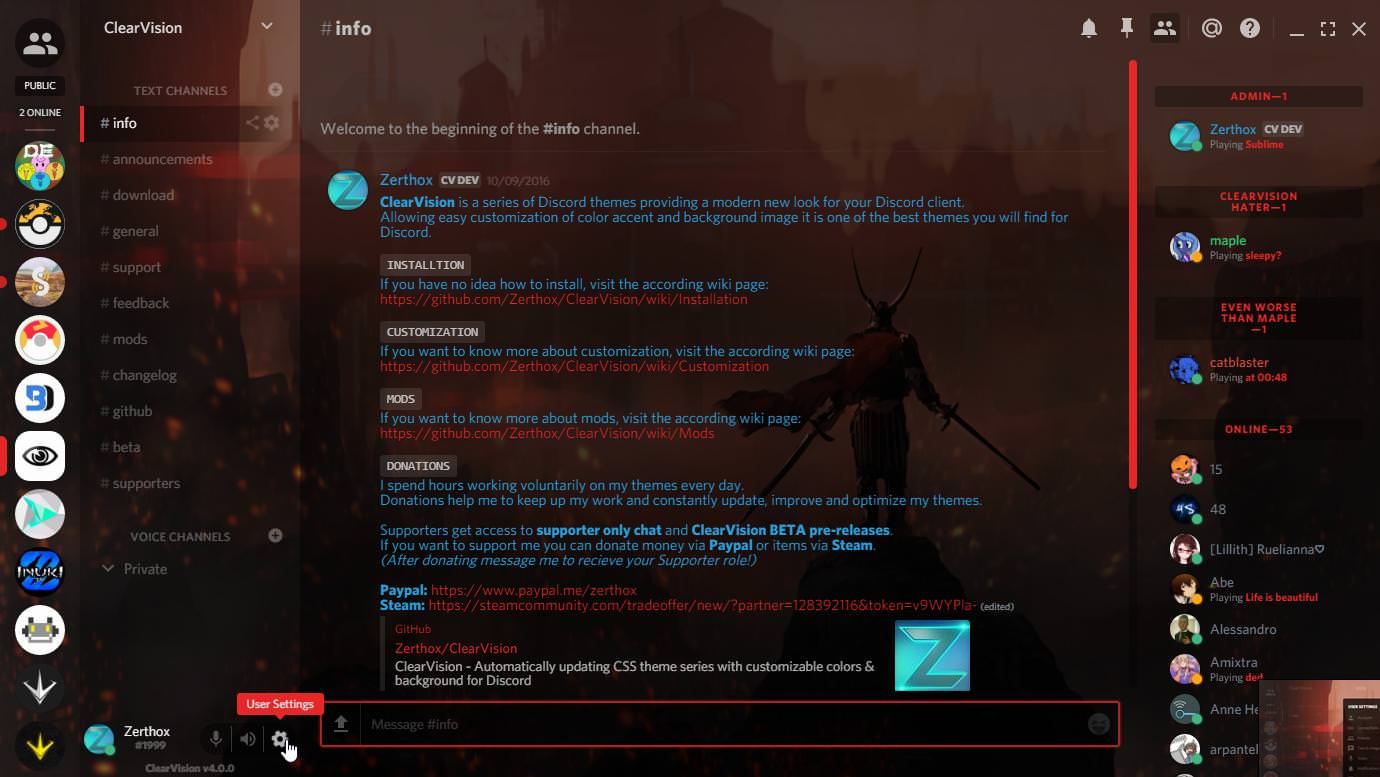 ClearVision
#info
PUBLIC
2 ONLINE
TEXT CHANNELS
# info
# announcements
# download
# general
# support
# feedback
# mods
# changelog
# github
# beta
# supporters
VOICE CHANNELS
Private
User Settings
Zerthox
#1999
ClearVision v4.0.0
Welcome to the beginning of the #info channel.
Zerthox CV DEV 10/09/2016
ClearVision is a series of Discord themes providing a modern new look for your Discord client.
Allowing easy customization of color accent and background image it is one of the best themes you will find for
Discord.
INSTALLTION
If you have no idea how to install, visit the according wiki page:
https://github.com/Zerthox/ClearVision/wiki/Installation
CUSTOMIZATION
If you want to know more about customization, visit the according wiki page:
https://github.com/Zerthox/ClearVision/wiki/Customization
MODS
If you want to know more about mods, visit the according wiki page:
https://github.com/Zerthox/ClearVision/wiki/Mods
DONATIONS
I spend hours working voluntarily on my themes every day.
Donations help me to keep up my work and constantly update, improve and optimize my themes.
Supporters get access to supporter only chat and ClearVision BETA pre-releases.
If you want to support me you can donate money via Paypal or items via Steam.
(After donating message me to recieve your Supporter role!)
Paypal: https://www.paypal.me/zerthox
Steam: https://steamcommunity.com/tradeoffer/new/?partner=128392116&token=v9WYPla- (edited)
GitHub
Zerthox/ClearVision
ClearVision - Automatically updating CSS theme series with customizable colors &
background for Discord
Message #info
ADMIN—1
Zerthox CV DEV
Playing Sublime
CLEARVISION
HATER—1
maple
Playing sleepy?
EVEN WORSE
THAN MAPLE
—1
catblaster
Playing at 00:48
ONLINE—53
15
48
[Lillith] Ruelianna♡
Abe
Playing Life is beautiful
Alessandro
Amixtra
Playing ded
Anne He
arpantel
USER SETTINGS